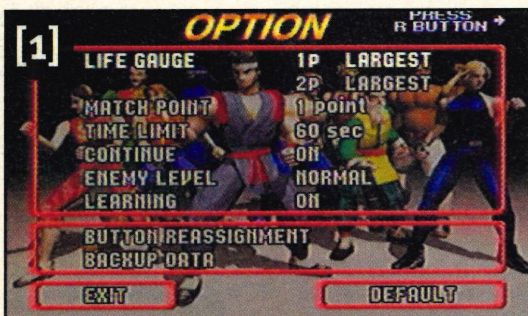 [1]
OPTION
PRESS
R BUTTON
LIFE GAUGE 1P LARGEST
2P LARGEST
MATCH POINT 1 point
TIME LIMIT 60 sec
CONTINUE ON
ENEMY LEVEL NORMAL
LEARNING ON
BUTTON REASSIGNMENT
BACKUP DATA
EXIT DEFAULT